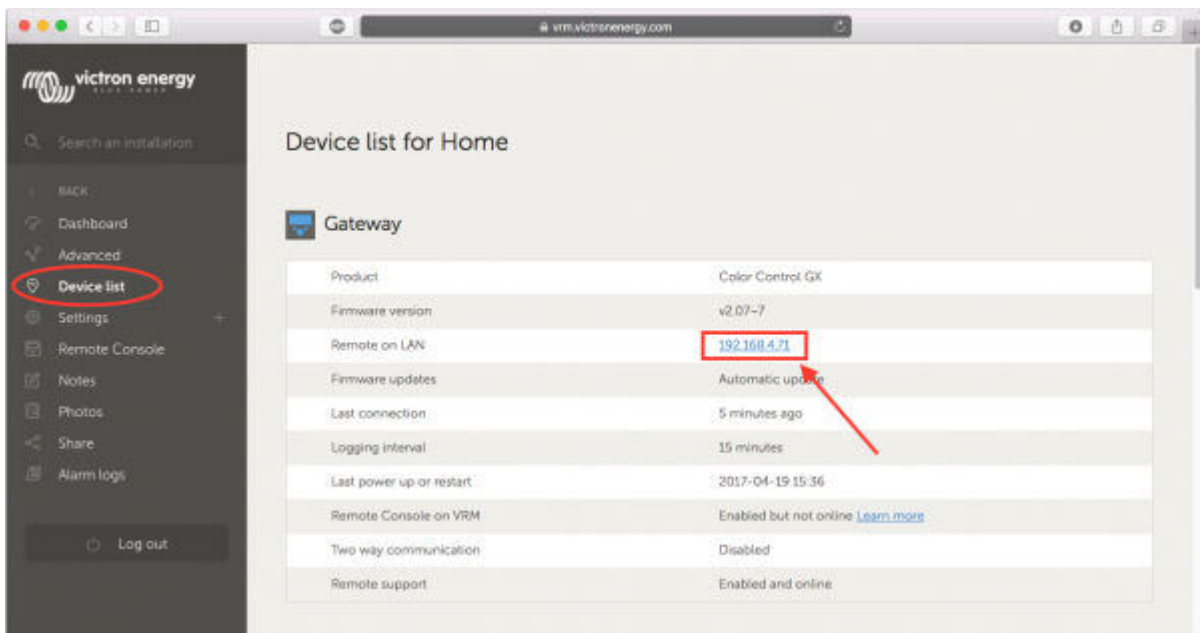 vrm.victronenergy.com
victron energy
BLUE POWER
Search an installation
BACK
Dashboard
Advanced
Device list
Settings
Remote Console
Notes
Photos
Share
Alarm logs
Log out
Device list for Home
Gateway
Product Color Control GX
Firmware version v2.07~7
Remote on LAN 192.168.4.71
Firmware updates Automatic update
Last connection 5 minutes ago
Logging interval 15 minutes
Last power up or restart 2017-04-19 15:36
Remote Console on VRM Enabled but not online Learn more
Two way communication Disabled
Remote support Enabled and online